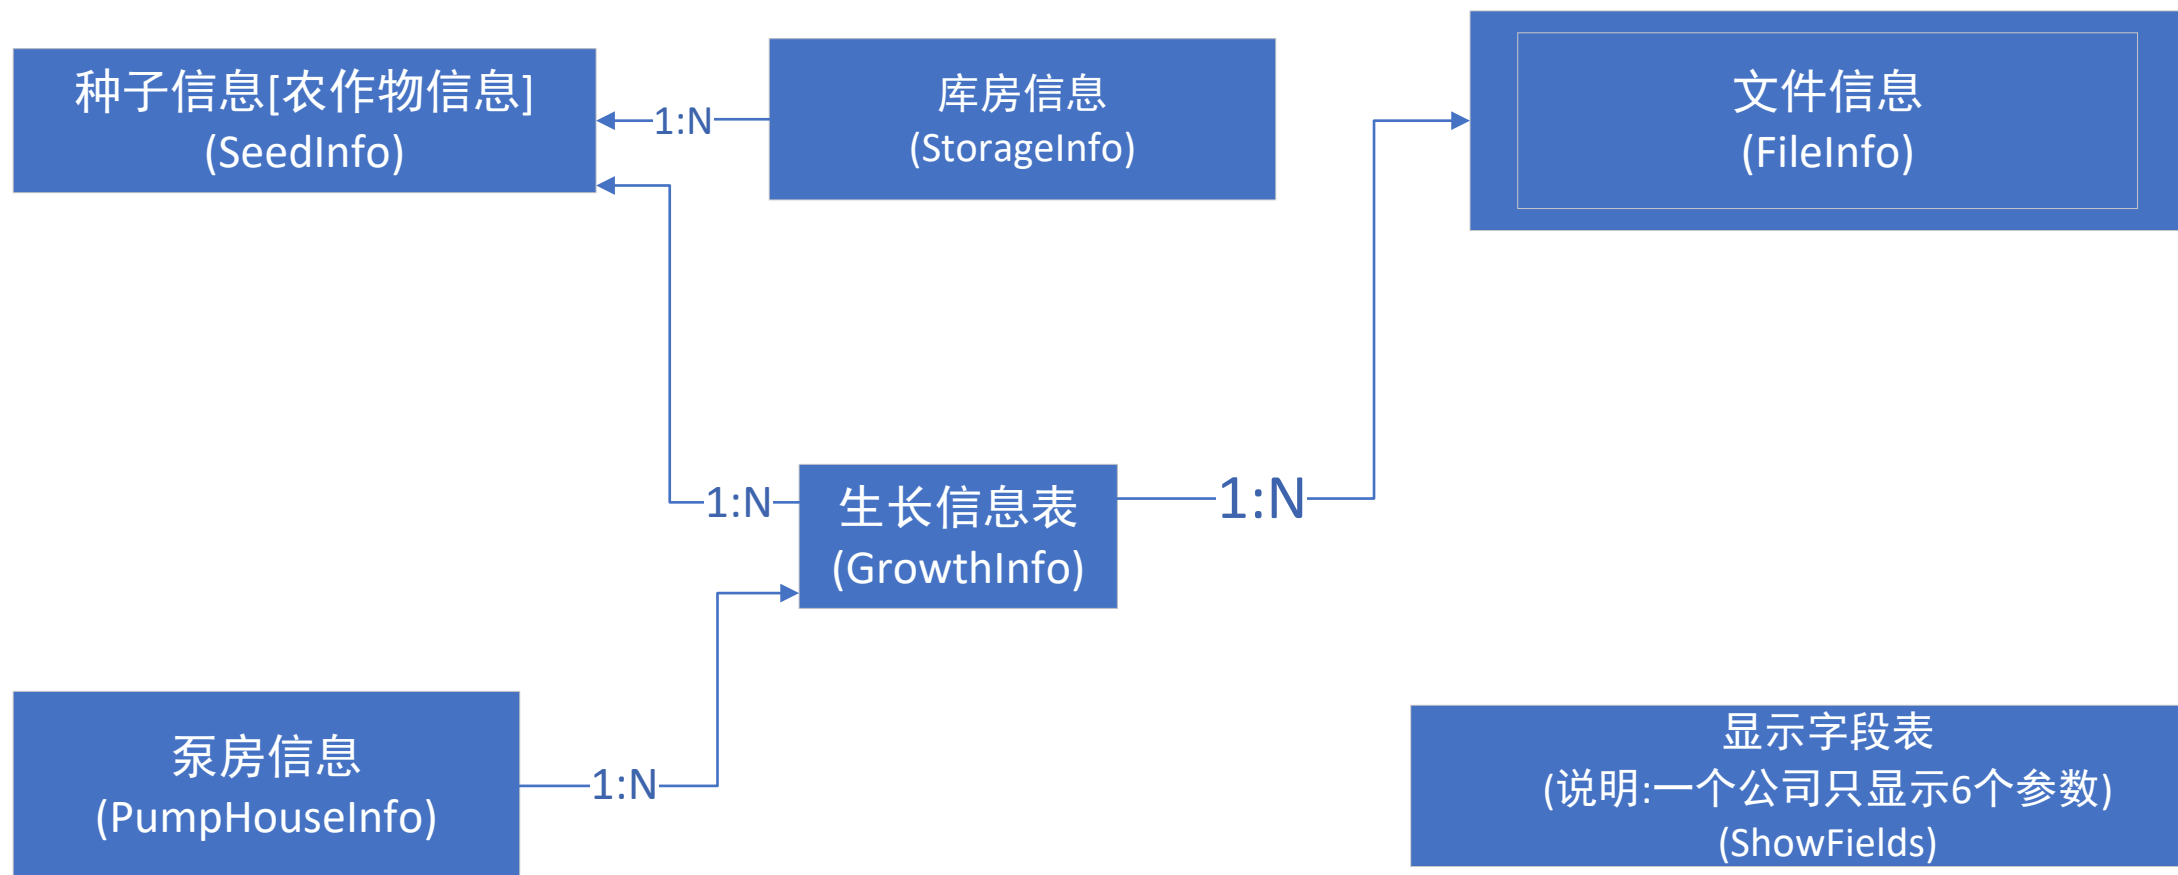 种子信息[农作物信息]
(SeedInfo)
1:N
库房信息
(StorageInfo)
文件信息
(FileInfo)
1:N
生长信息表
(GrowthInfo)
1:N
泵房信息
(PumpHouseInfo)
1:N
显示字段表
(说明:一个公司只显示6个参数)
(ShowFields)